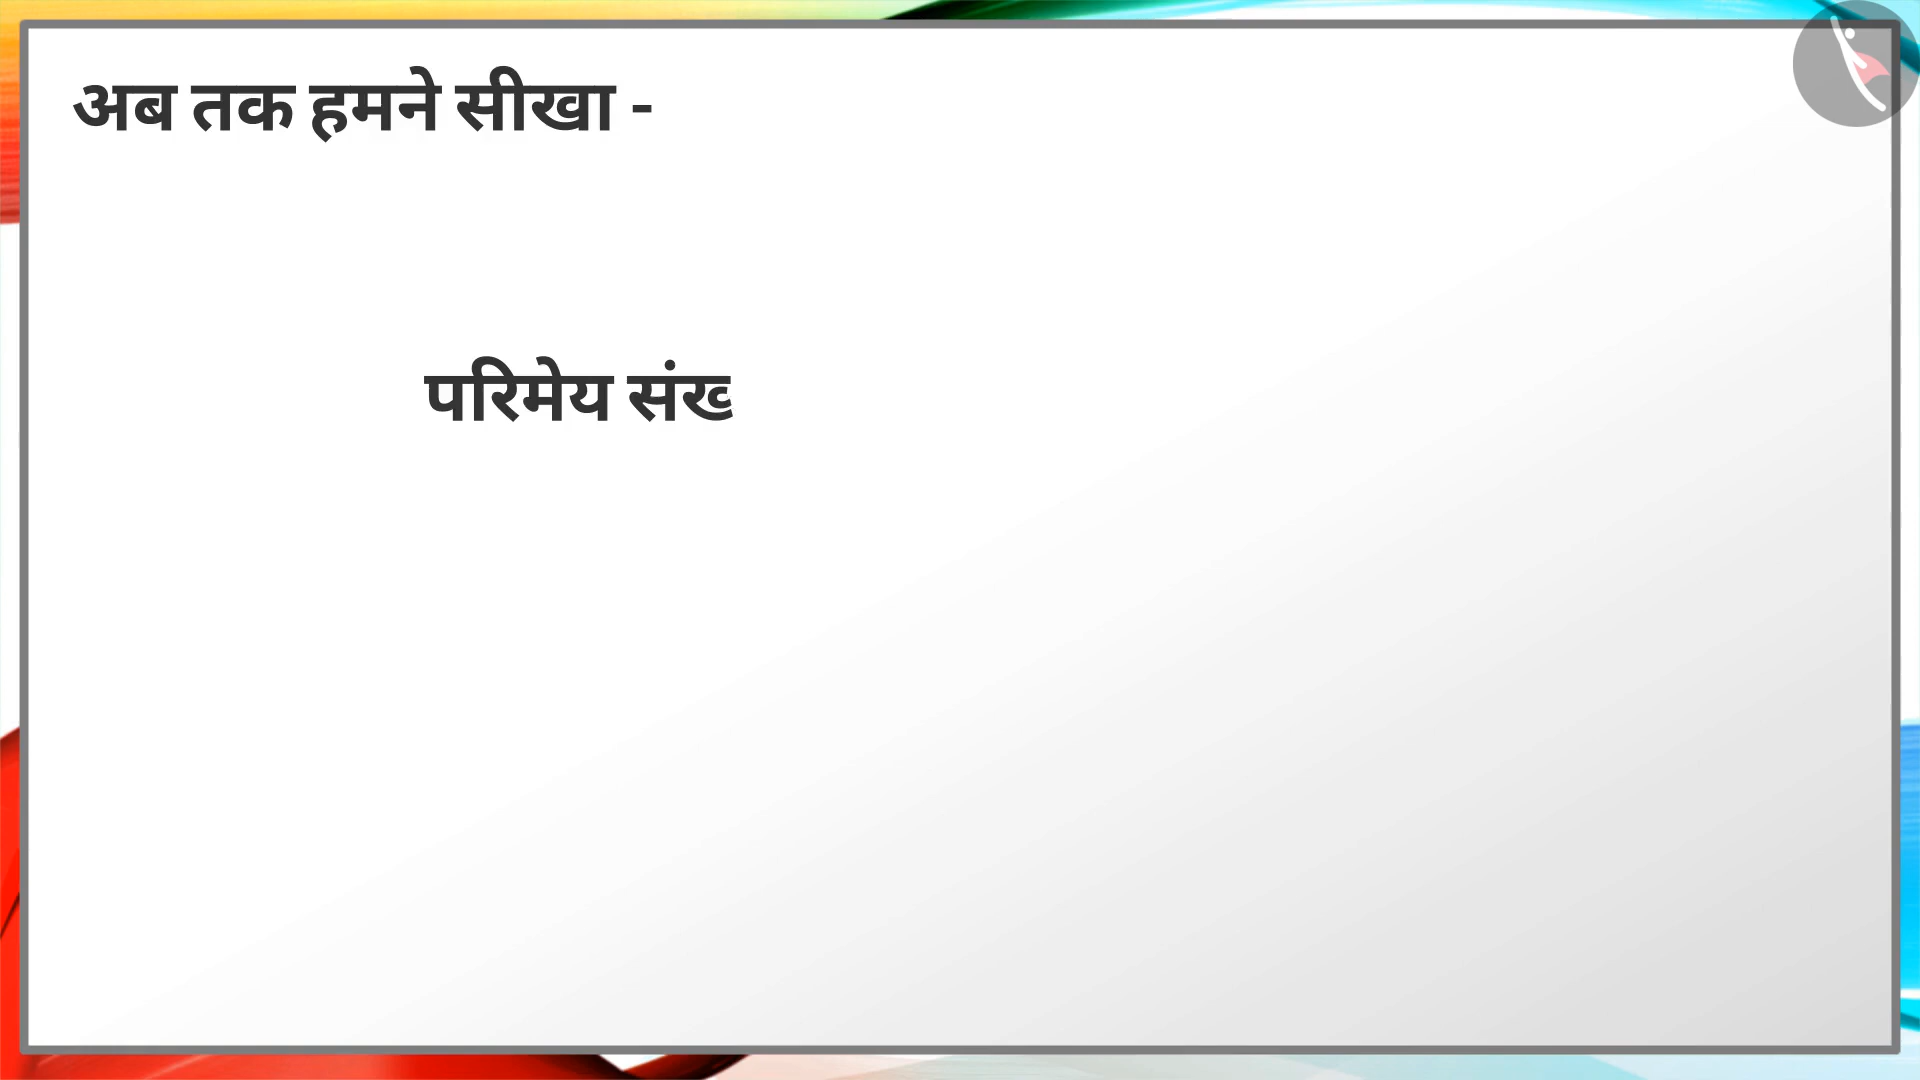 अब तक हमने सीखा -
परिमेय संख